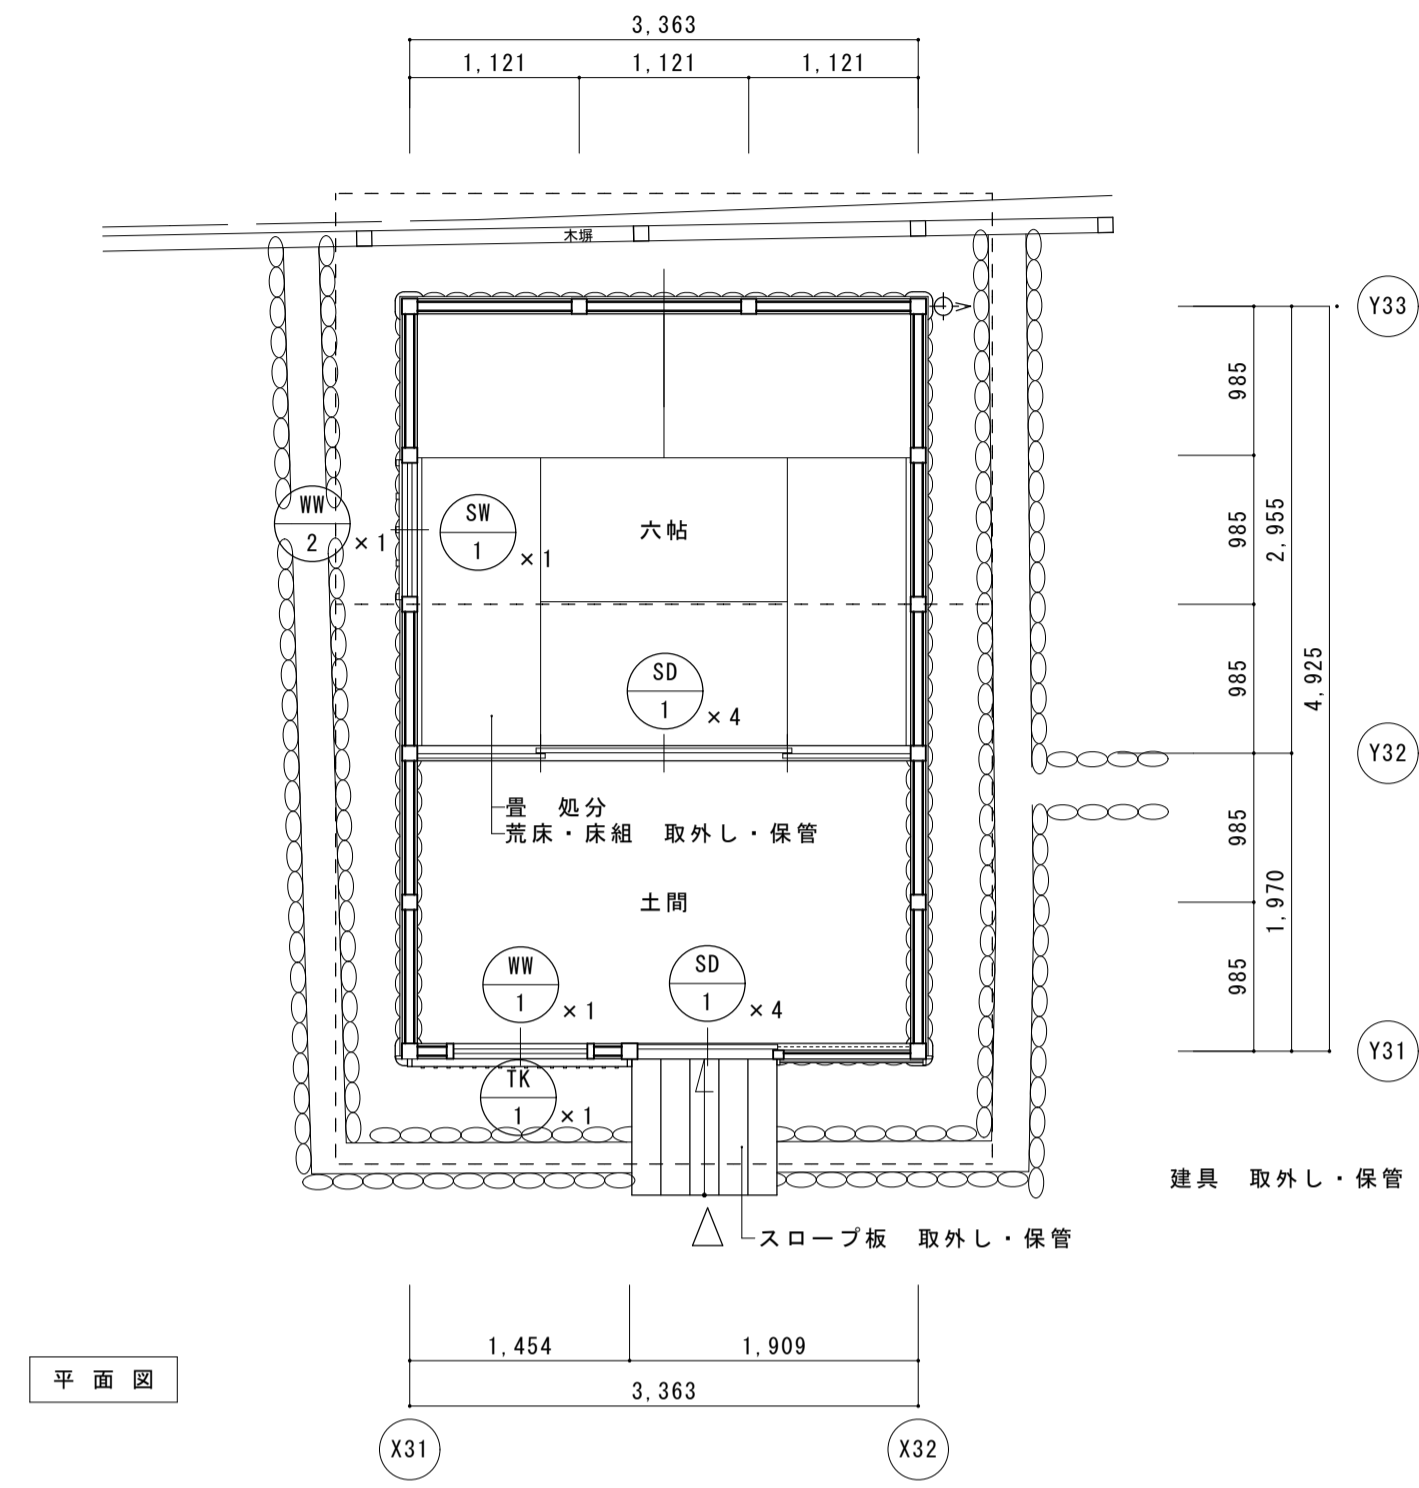 3,363
1,121
1,121
1,121
木塀
Y33
985
WW
2
×1
SW
1
×1
六帖
985
2,955
SD
1
×4
985
4,925
Y32
畳　処分
荒床・床組　取外し・保管
985
土間
1,970
WW
1
×1
SD
1
×4
985
Y31
TK
1
×1
建具　取外し・保管
スロープ板　取外し・保管
1,454
1,909
平面図
3,363
X31
X32